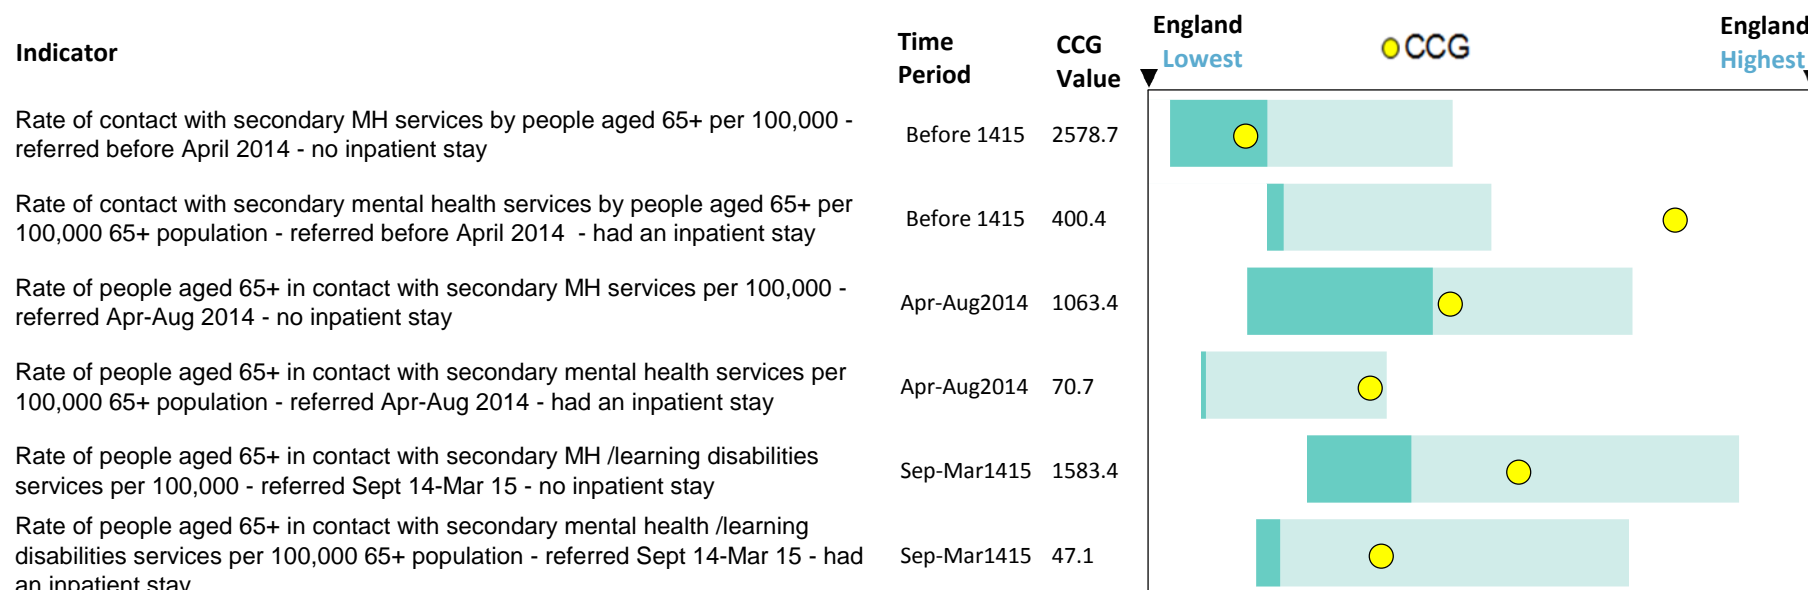 Indicator
Time Period
CCG Value
England Lowest
CCG
England Highest
Rate of contact with secondary MH services by people aged 65+ per 100,000 -
referred before April 2014 - no inpatient stay
Before 1415 2578.7
Rate of contact with secondary mental health services by people aged 65+ per
100,000 65+ population - referred before April 2014  - had an inpatient stay
Before 1415 400.4
Rate of people aged 65+ in contact with secondary MH services per 100,000 -
referred Apr-Aug 2014 - no inpatient stay
Apr-Aug2014 1063.4
Rate of people aged 65+ in contact with secondary mental health services per
100,000 65+ population - referred Apr-Aug 2014 - had an inpatient stay
Apr-Aug2014 70.7
Rate of people aged 65+ in contact with secondary MH /learning disabilities
services per 100,000 - referred Sept 14-Mar 15 - no inpatient stay
Sep-Mar1415 1583.4
Rate of people aged 65+ in contact with secondary mental health /learning
disabilities services per 100,000 65+ population - referred Sept 14-Mar 15 - had
an inpatient stay
Sep-Mar1415 47.1